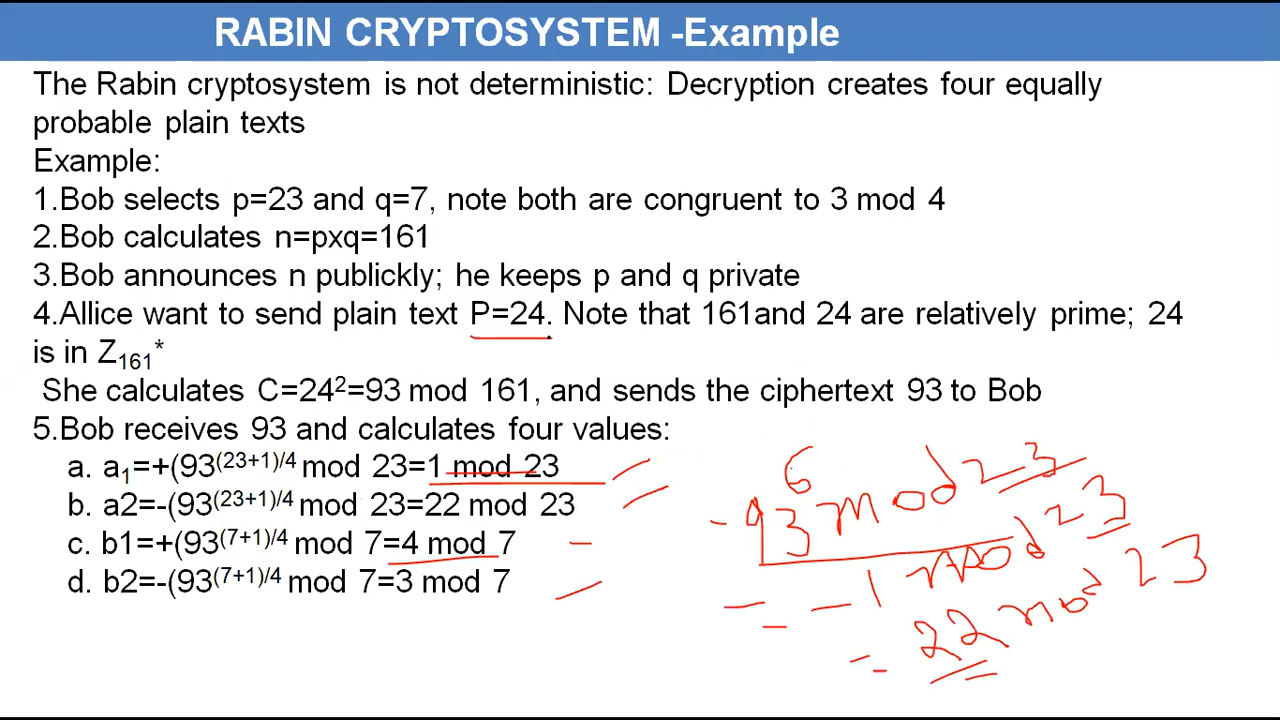 RABIN CRYPTOSYSTEM -Example
The Rabin cryptosystem is not deterministic: Decryption creates four equally
probable plain texts
Example:
1.Bob selects p=23 and q=7, note both are congruent to 3 mod 4
2.Bob calculates n=pxq=161
3.Bob announces n publickly; he keeps p and q private
4.Allice want to send plain text P=24. Note that 161and 24 are relatively prime; 24
is in Z₁₆₁*
She calculates C=24²=93 mod 161, and sends the ciphertext 93 to Bob
5.Bob receives 93 and calculates four values:
a. a₁=+(93^(23+1)/4 mod 23=1 mod 23
b. a2=-(93^(23+1)/4 mod 23=22 mod 23
c. b1=+(93^(7+1)/4 mod 7=4 mod 7
d. b2=-(93^(7+1)/4 mod 7=3 mod 7
-93⁶ mod 23
= -1 mod 23
= 22 mod 23